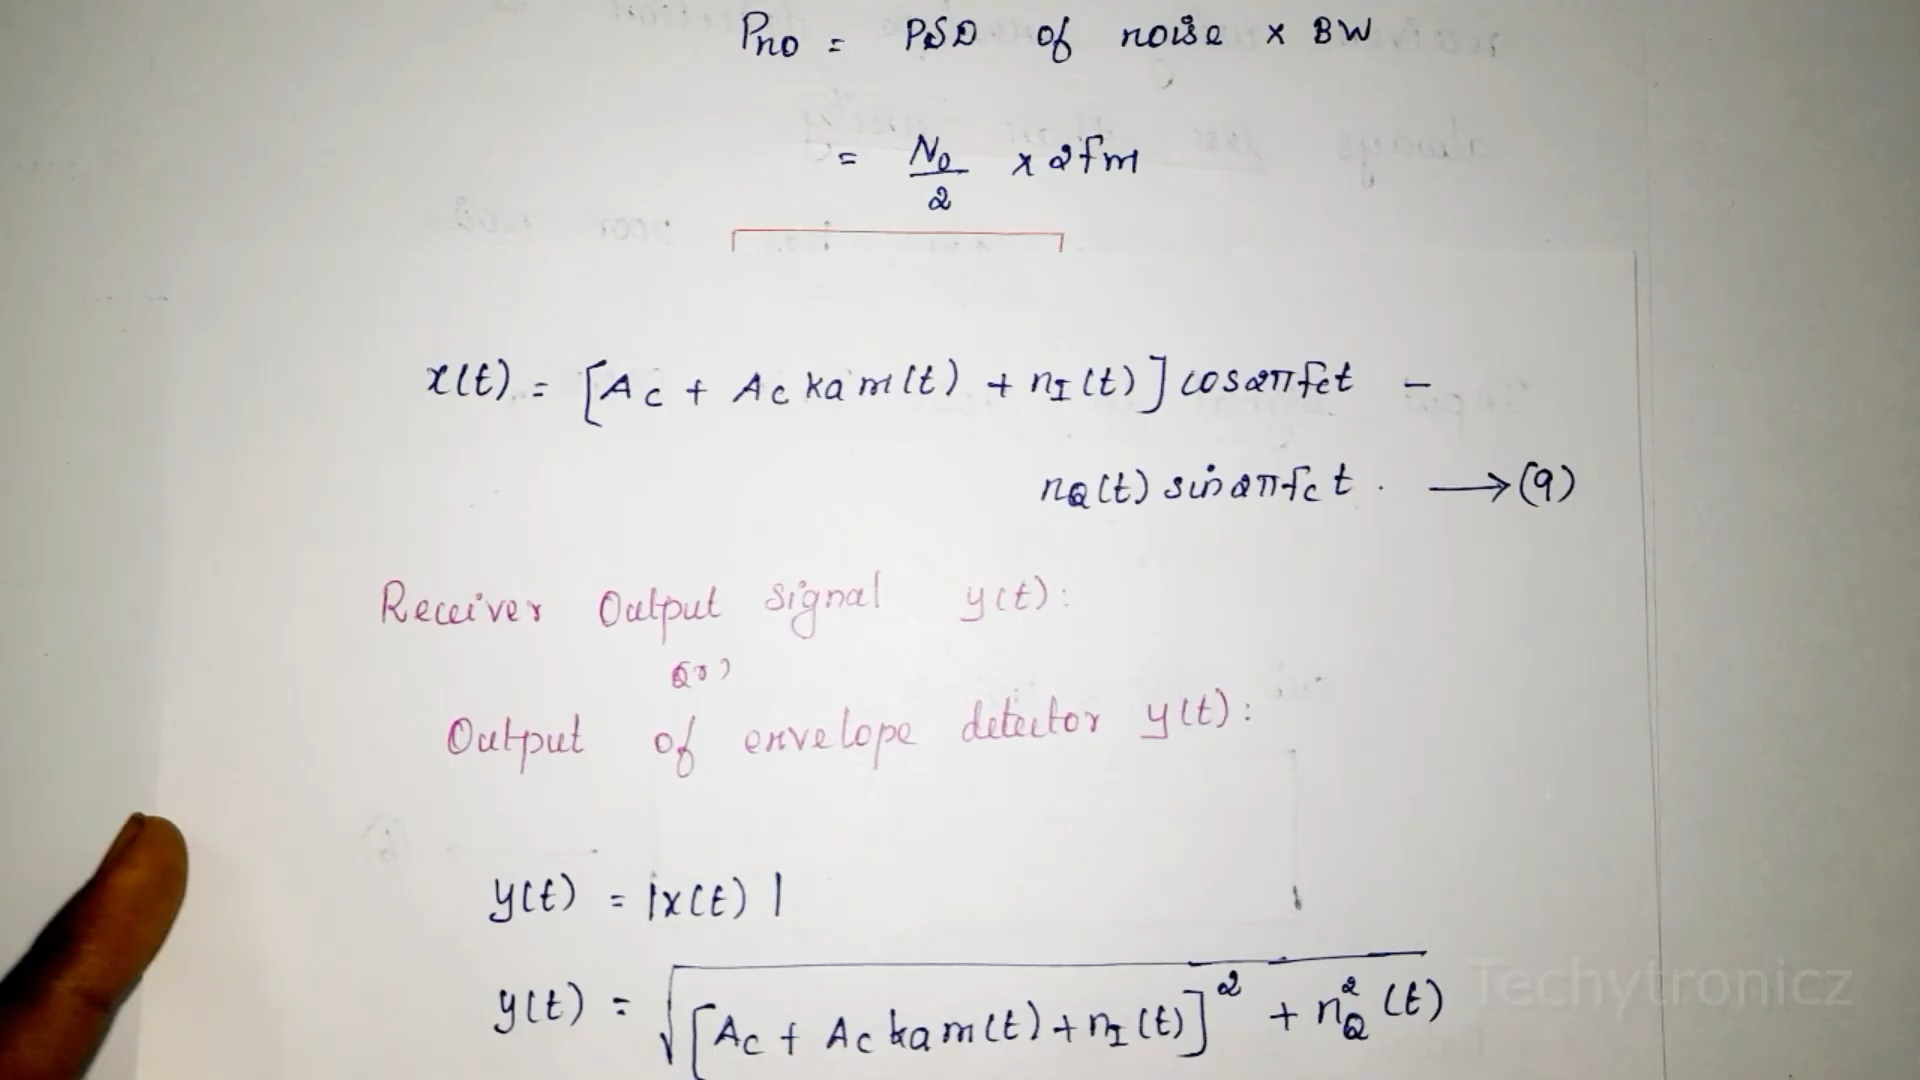 Pno = PSD of noise x BW
= N0/2 x 2fm
x(t) = [Ac + Ac ka m(t) + nI(t)] cos2πfct -
nQ(t) sin2πfct. → (9)
Receiver Output signal y(t):
(or)
Output of envelope detector y(t):
y(t) = |x(t)|
y(t) = √[Ac + Ac ka m(t) + nI(t)]² + nQ²(t)
Techytronicz